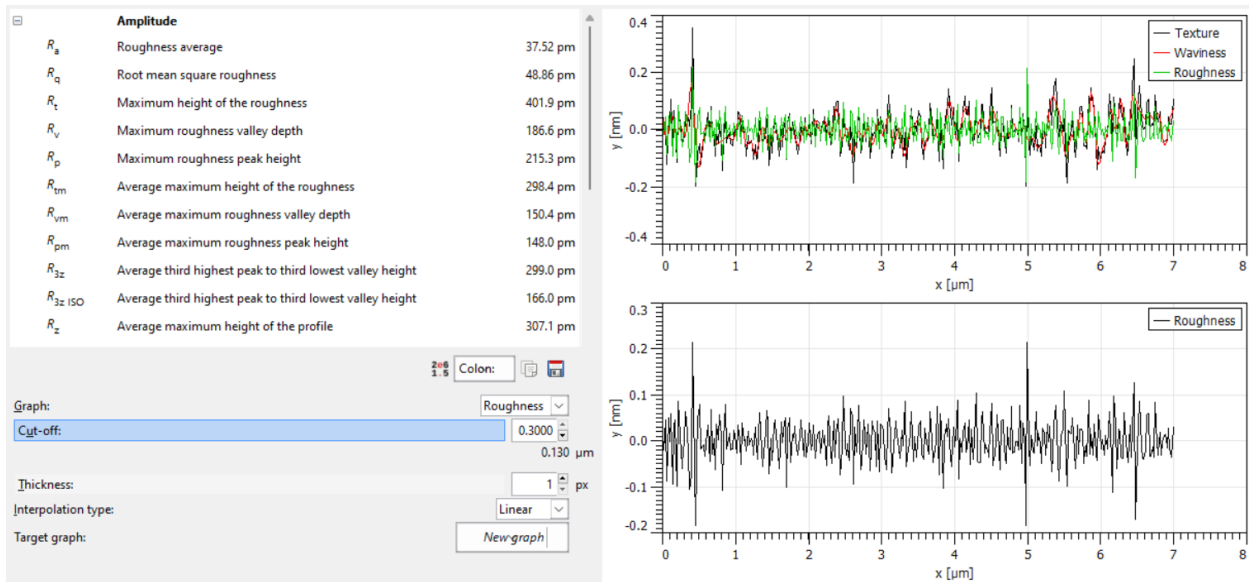 Amplitude
Ra Roughness average 37.52 pm
Rq Root mean square roughness 48.86 pm
Rt Maximum height of the roughness 401.9 pm
Rv Maximum roughness valley depth 186.6 pm
Rp Maximum roughness peak height 215.3 pm
Rtm Average maximum height of the roughness 298.4 pm
Rvm Average maximum roughness valley depth 150.4 pm
Rpm Average maximum roughness peak height 148.0 pm
R3z Average third highest peak to third lowest valley height 299.0 pm
R3z ISO Average third highest peak to third lowest valley height 166.0 pm
Rz Average maximum height of the profile 307.1 pm
2e6
1.5
Colon:
Graph: Roughness
Cut-off: 0.3000
0.130 µm
Thickness: 1 px
Interpolation type: Linear
Target graph: New graph
0.4
0.2
0.0
-0.2
-0.4
y [nm]
Texture
Waviness
Roughness
0 1 2 3 4 5 6 7 8
x [µm]
0.3
0.2
0.1
0.0
-0.1
-0.2
y [nm]
Roughness
0 1 2 3 4 5 6 7 8
x [µm]